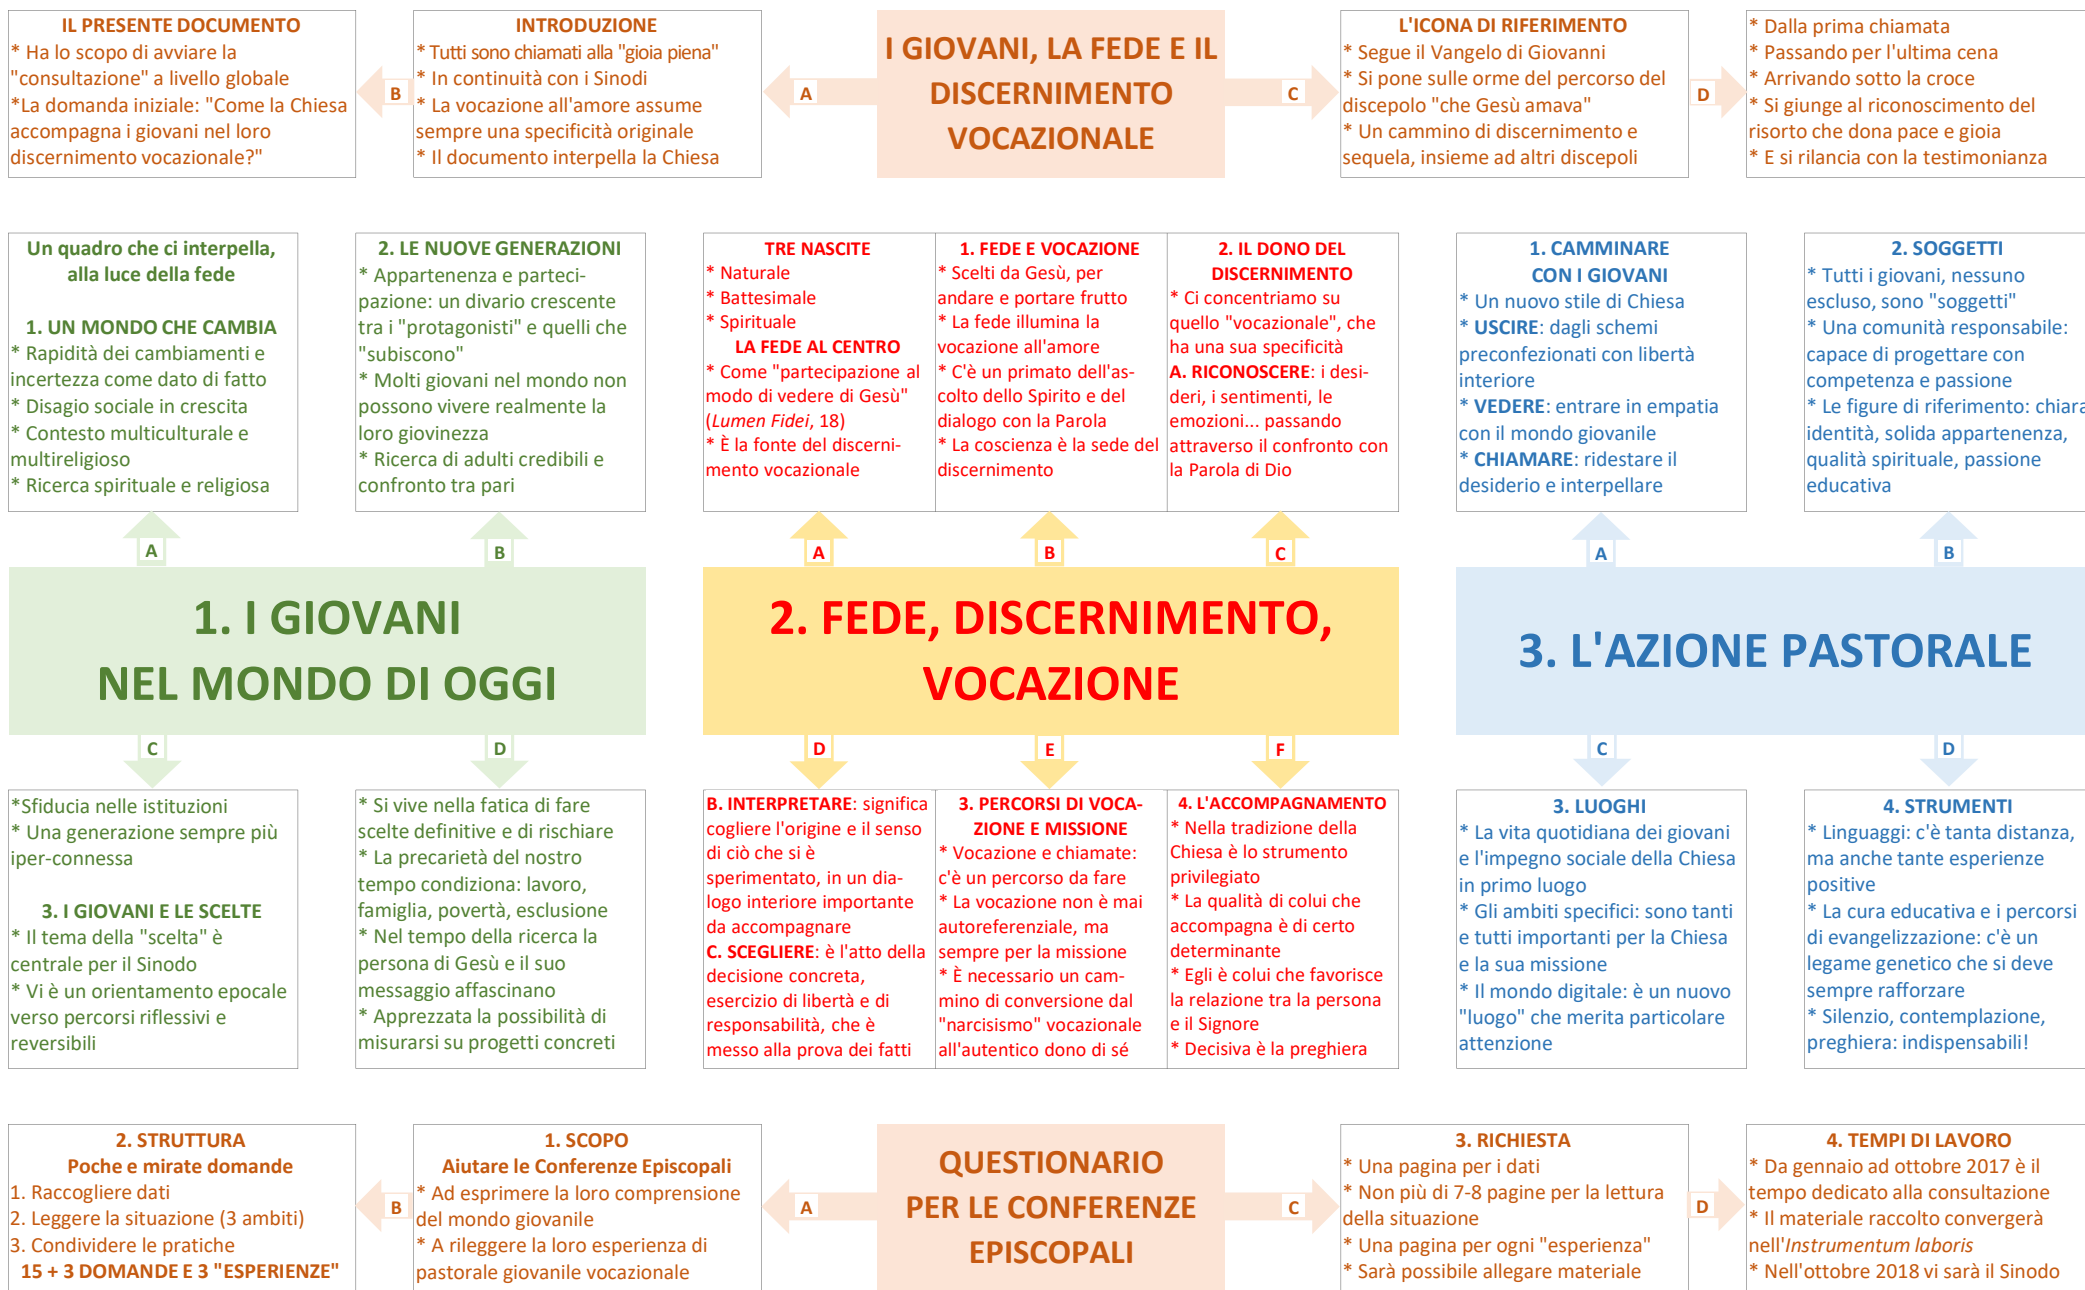 IL PRESENTE DOCUMENTO
* Ha lo scopo di avviare la
"consultazione" a livello globale
*La domanda iniziale: "Come la Chiesa
accompagna i giovani nel loro
discernimento vocazionale?"
B
INTRODUZIONE
* Tutti sono chiamati alla "gioia piena"
* In continuità con i Sinodi
* La vocazione all'amore assume
sempre una specificità originale
* Il documento interpella la Chiesa
A
I GIOVANI, LA FEDE E IL
DISCERNIMENTO
VOCAZIONALE
C
L'ICONA DI RIFERIMENTO
* Segue il Vangelo di Giovanni
* Si pone sulle orme del percorso del
discepolo "che Gesù amava"
* Un cammino di discernimento e
sequela, insieme ad altri discepoli
D
* Dalla prima chiamata
* Passando per l'ultima cena
* Arrivando sotto la croce
* Si giunge al riconoscimento del
risorto che dona pace e gioia
* E si rilancia con la testimonianza
Un quadro che ci interpella,
alla luce della fede
1. UN MONDO CHE CAMBIA
* Rapidità dei cambiamenti e
incertezza come dato di fatto
* Disagio sociale in crescita
* Contesto multiculturale e
multireligioso
* Ricerca spirituale e religiosa
2. LE NUOVE GENERAZIONI
* Appartenenza e parteci-
pazione: un divario crescente
tra i "protagonisti" e quelli che
"subiscono"
* Molti giovani nel mondo non
possono vivere realmente la
loro giovinezza
* Ricerca di adulti credibili e
confronto tra pari
TRE NASCITE
* Naturale
* Battesimale
* Spirituale
LA FEDE AL CENTRO
* Come "partecipazione al
modo di vedere di Gesù"
(Lumen Fidei, 18)
* È la fonte del discerni-
mento vocazionale
1. FEDE E VOCAZIONE
* Scelti da Gesù, per
andare e portare frutto
* La fede illumina la
vocazione all'amore
* C'è un primato dell'as-
colto dello Spirito e del
dialogo con la Parola
* La coscienza è la sede del
discernimento
2. IL DONO DEL
DISCERNIMENTO
* Ci concentriamo su
quello "vocazionale", che
ha una sua specificità
A. RICONOSCERE: i desi-
deri, i sentimenti, le
emozioni... passando
attraverso il confronto con
la Parola di Dio
1. CAMMINARE
CON I GIOVANI
* Un nuovo stile di Chiesa
* USCIRE: dagli schemi
preconfezionati con libertà
interiore
* VEDERE: entrare in empatia
con il mondo giovanile
* CHIAMARE: ridestare il
desiderio e interpellare
2. SOGGETTI
* Tutti i giovani, nessuno
escluso, sono "soggetti"
* Una comunità responsabile:
capace di progettare con
competenza e passione
* Le figure di riferimento: chiara
identità, solida appartenenza,
qualità spirituale, passione
educativa
A
B
A
B
C
A
B
1. I GIOVANI
NEL MONDO DI OGGI
2. FEDE, DISCERNIMENTO,
VOCAZIONE
3. L'AZIONE PASTORALE
C
D
D
E
F
C
D
*Sfiducia nelle istituzioni
* Una generazione sempre più
iper-connessa
3. I GIOVANI E LE SCELTE
* Il tema della "scelta" è
centrale per il Sinodo
* Vi è un orientamento epocale
verso percorsi riflessivi e
reversibili
* Si vive nella fatica di fare
scelte definitive e di rischiare
* La precarietà del nostro
tempo condiziona: lavoro,
famiglia, povertà, esclusione
* Nel tempo della ricerca la
persona di Gesù e il suo
messaggio affascinano
* Apprezzata la possibilità di
misurarsi su progetti concreti
B. INTERPRETARE: significa
cogliere l'origine e il senso
di ciò che si è
sperimentato, in un dia-
logo interiore importante
da accompagnare
C. SCEGLIERE: è l'atto della
decisione concreta,
esercizio di libertà e di
responsabilità, che è
messo alla prova dei fatti
3. PERCORSI DI VOCA-
ZIONE E MISSIONE
* Vocazione e chiamate:
c'è un percorso da fare
* La vocazione non è mai
autoreferenziale, ma
sempre per la missione
* È necessario un cam-
mino di conversione dal
"narcisismo" vocazionale
all'autentico dono di sé
4. L'ACCOMPAGNAMENTO
* Nella tradizione della
Chiesa è lo strumento
privilegiato
* La qualità di colui che
accompagna è di certo
determinante
* Egli è colui che favorisce
la relazione tra la persona
e il Signore
* Decisiva è la preghiera
3. LUOGHI
* La vita quotidiana dei giovani
e l'impegno sociale della Chiesa
in primo luogo
* Gli ambiti specifici: sono tanti
e tutti importanti per la Chiesa
e la sua missione
* Il mondo digitale: è un nuovo
"luogo" che merita particolare
attenzione
4. STRUMENTI
* Linguaggi: c'è tanta distanza,
ma anche tante esperienze
positive
* La cura educativa e i percorsi
di evangelizzazione: c'è un
legame genetico che si deve
sempre rafforzare
* Silenzio, contemplazione,
preghiera: indispensabili!
2. STRUTTURA
Poche e mirate domande
1. Raccogliere dati
2. Leggere la situazione (3 ambiti)
3. Condividere le pratiche
15 + 3 DOMANDE E 3 "ESPERIENZE"
B
1. SCOPO
Aiutare le Conferenze Episcopali
* Ad esprimere la loro comprensione
del mondo giovanile
* A rileggere la loro esperienza di
pastorale giovanile vocazionale
A
QUESTIONARIO
PER LE CONFERENZE
EPISCOPALI
C
3. RICHIESTA
* Una pagina per i dati
* Non più di 7-8 pagine per la lettura
della situazione
* Una pagina per ogni "esperienza"
* Sarà possibile allegare materiale
D
4. TEMPI DI LAVORO
* Da gennaio ad ottobre 2017 è il
tempo dedicato alla consultazione
* Il materiale raccolto convergerà
nell'Instrumentum laboris
* Nell'ottobre 2018 vi sarà il Sinodo